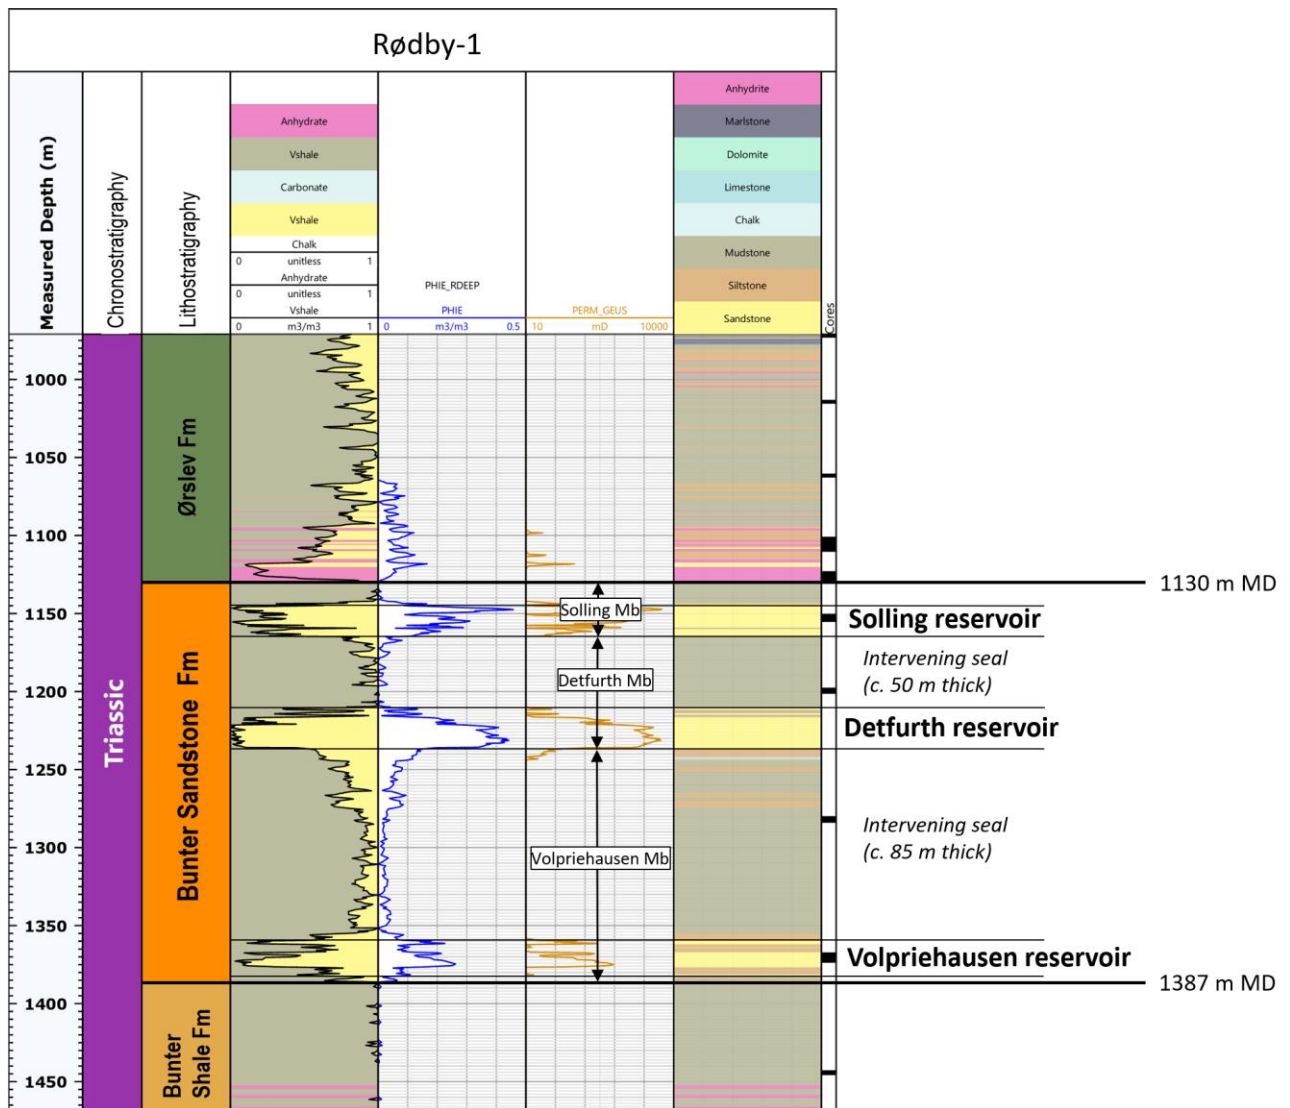 Rødby-1
Measured Depth (m)
Chronostratigraphy
Lithostratigraphy
Anhydrate
Vshale
Carbonate
Vshale
Chalk
0 unitless 1
Anhydrate
0 unitless 1
Vshale
0 m3/m3 1
PHIE_RDEEP
PHIE
0 m3/m3 0.5
PERM_GEUS
10 mD 10000
Anhydrite
Marlstone
Dolomite
Limestone
Chalk
Mudstone
Siltstone
Sandstone
Cores
1000
1050
1100
1150
1200
1250
1300
1350
1400
1450
Triassic
Ørslev Fm
Bunter Sandstone Fm
Bunter
Shale Fm
Solling Mb
Detfurth Mb
Volpriehausen Mb
1130 m MD
Solling reservoir
Intervening seal
(c. 50 m thick)
Detfurth reservoir
Intervening seal
(c. 85 m thick)
Volpriehausen reservoir
1387 m MD